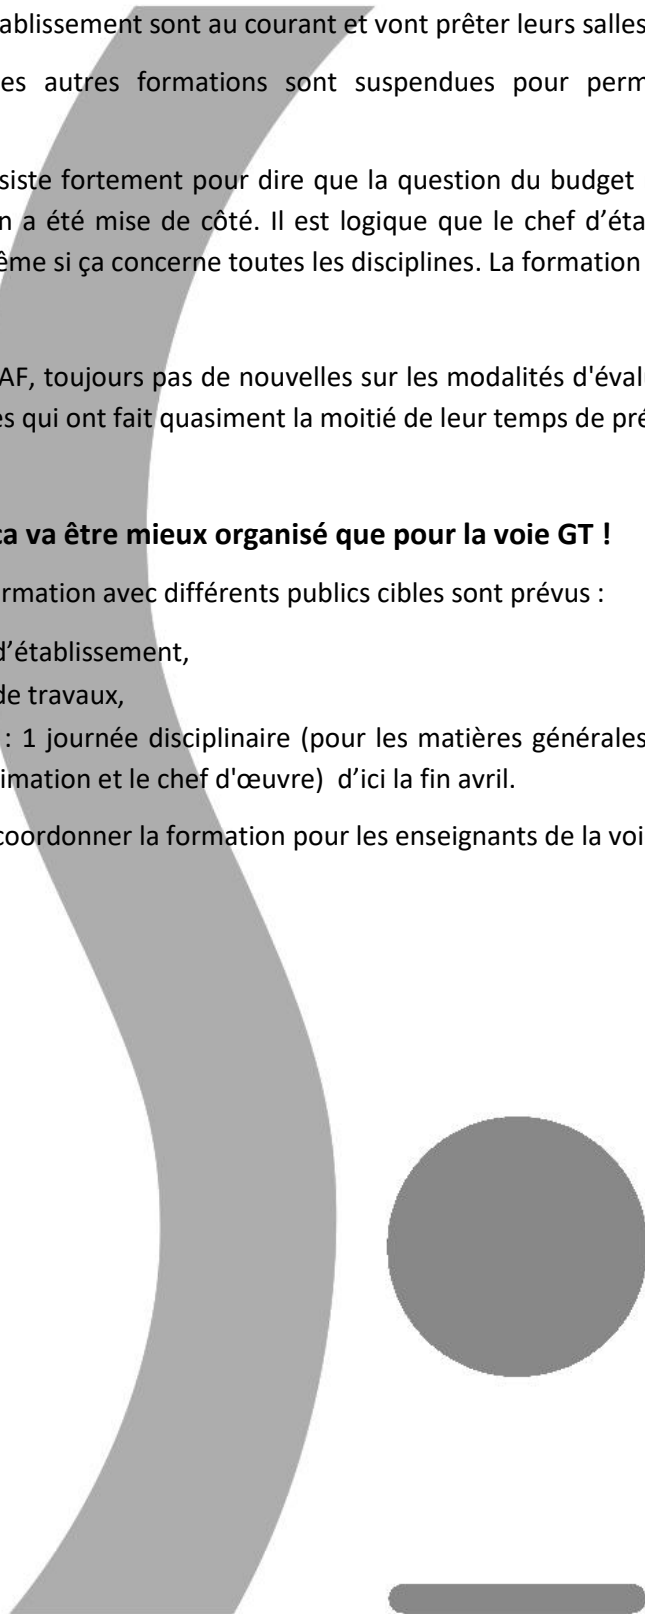 ablissement sont au courant et vont prêter leurs salles
es autres formations sont suspendues pour perm
siste fortement pour dire que la question du budget
n a été mise de côté. Il est logique que le chef d’éta
ême si ça concerne toutes les disciplines. La formation
AF, toujours pas de nouvelles sur les modalités d'évalu
es qui ont fait quasiment la moitié de leur temps de pré
ça va être mieux organisé que pour la voie GT !
ormation avec différents publics cibles sont prévus :
d’établissement,
de travaux,
: 1 journée disciplinaire (pour les matières générales
imation et le chef d'œuvre) d’ici la fin avril.
coordonner la formation pour les enseignants de la voi